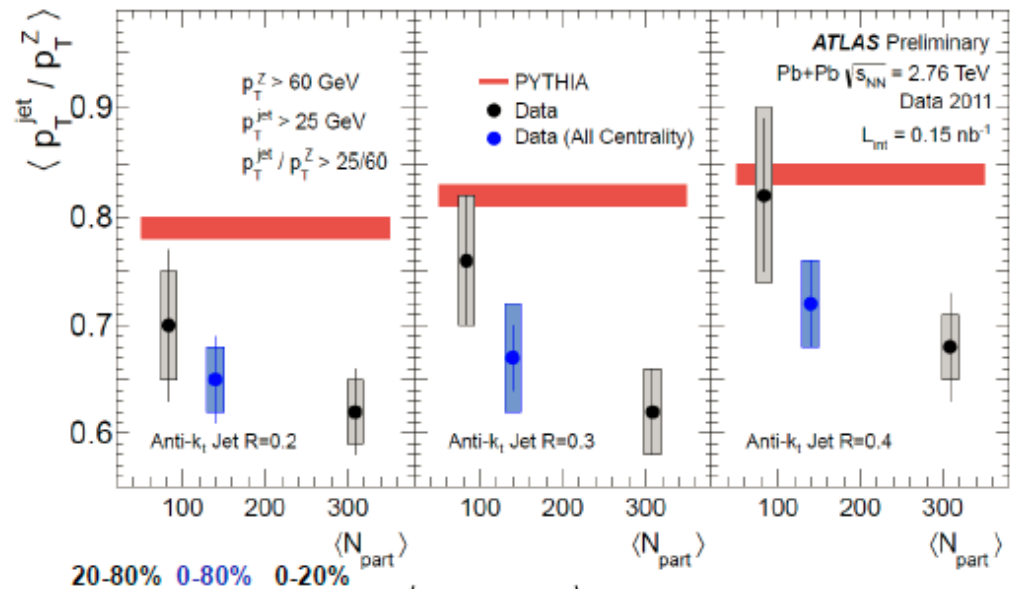 ⟨ p_T^jet / p_T^Z ⟩
0.9
0.8
0.7
0.6
p_T^Z > 60 GeV
p_T^jet > 25 GeV
p_T^jet / p_T^Z > 25/60
Anti-k_t Jet R=0.2
PYTHIA
Data
Data (All Centrality)
Anti-k_t Jet R=0.3
ATLAS Preliminary
Pb+Pb √s_NN = 2.76 TeV
Data 2011
L_int = 0.15 nb^-1
Anti-k_t Jet R=0.4
100 200 300 100 200 300 100 200 300
⟨N_part⟩ ⟨N_part⟩ ⟨N_part⟩
20-80% 0-80% 0-20%